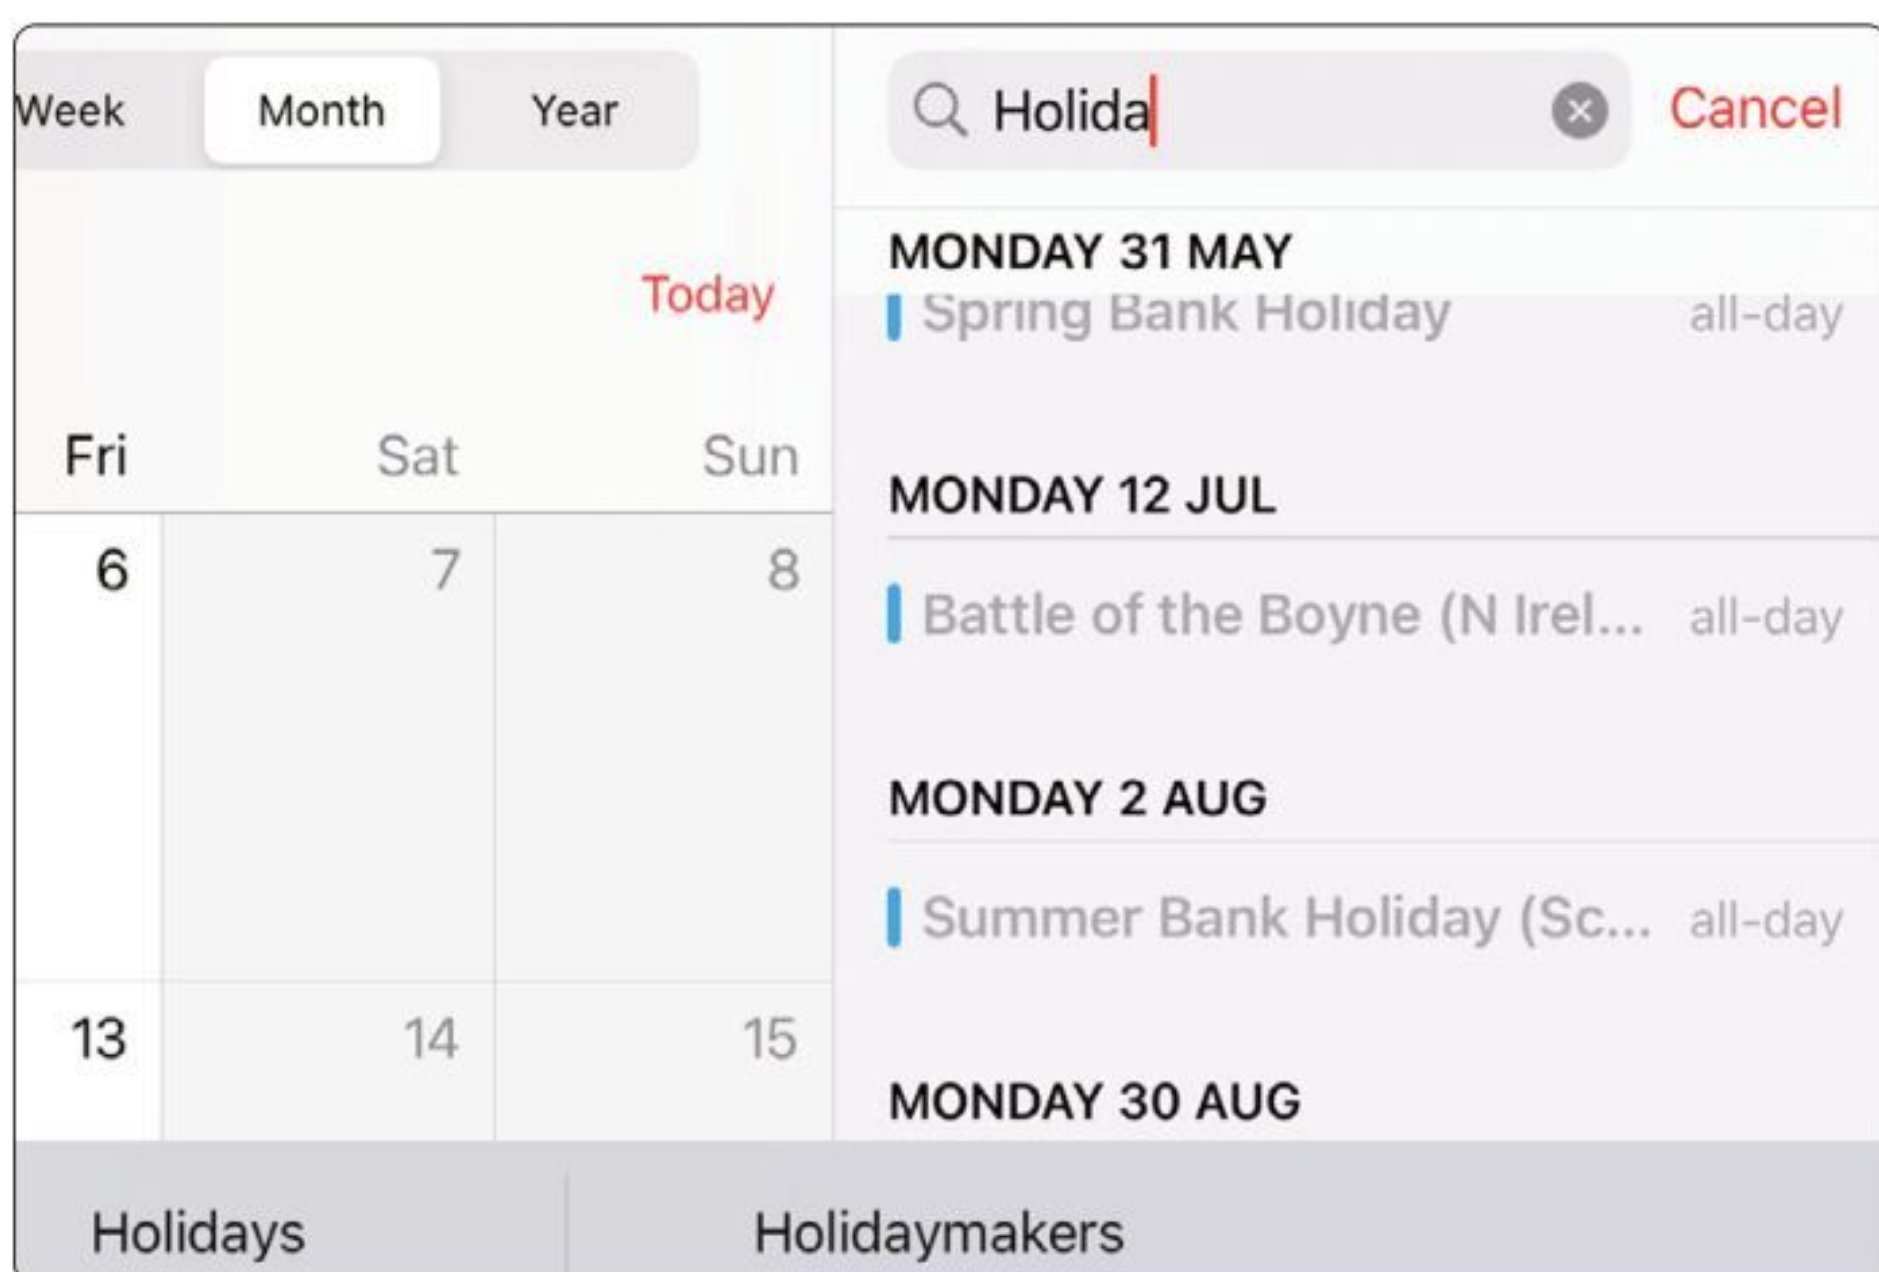 Week Month Year
Today
Fri Sat Sun
6 7 8
13 14 15
Holida Cancel
MONDAY 31 MAY
Spring Bank Holiday all-day
MONDAY 12 JUL
Battle of the Boyne (N Irel... all-day
MONDAY 2 AUG
Summer Bank Holiday (Sc... all-day
MONDAY 30 AUG
Holidays Holidaymakers